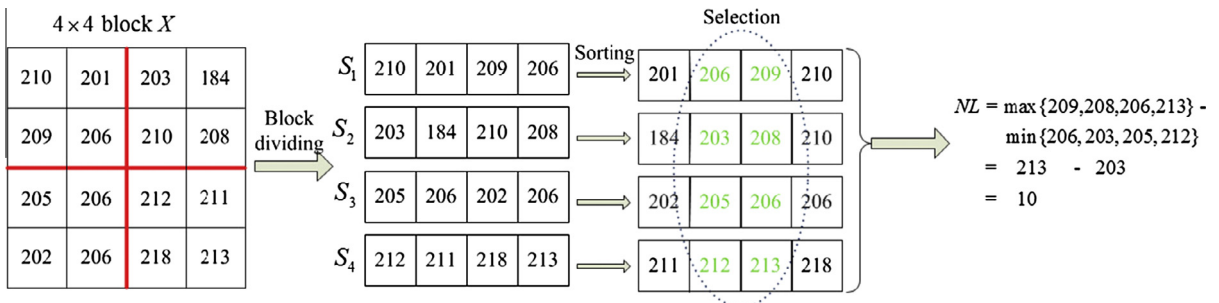 4 × 4 block X
210 201 203 184
209 206 210 208
205 206 212 211
202 206 218 213
Block
dividing
S1 210 201 209 206
S2 203 184 210 208
S3 205 206 202 206
S4 212 211 218 213
Sorting
Selection
201 206 209 210
184 203 208 210
202 205 206 206
211 212 213 218
NL = max{209,208,206,213} -
min{206,203,205,212}
= 213 - 203
= 10